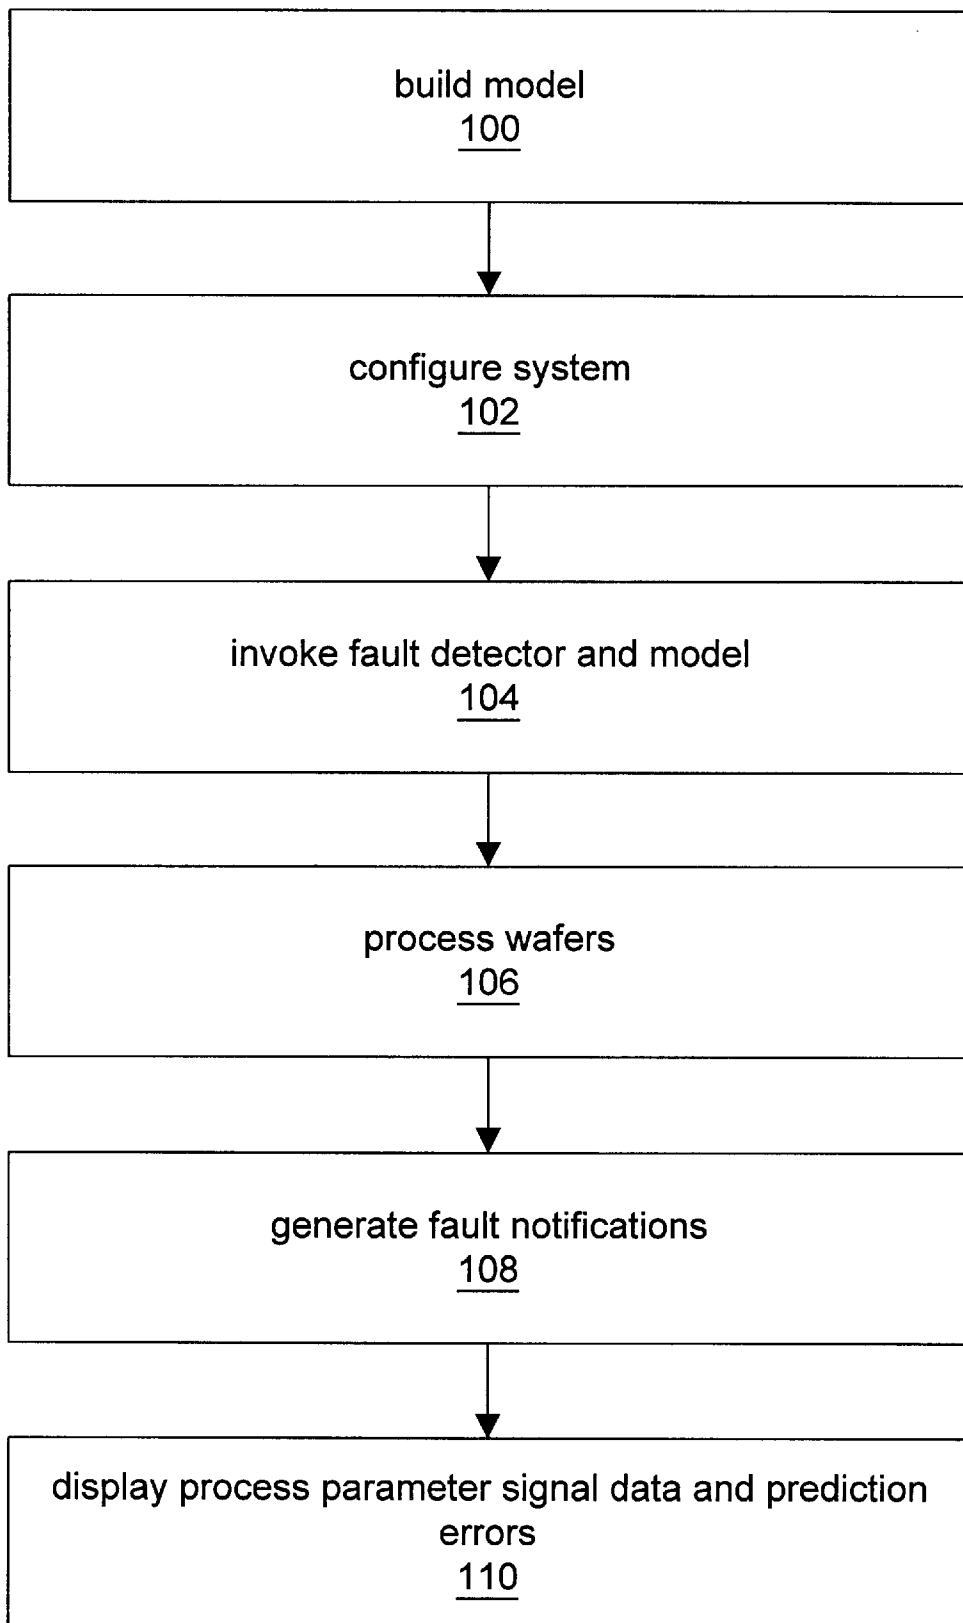 build model
100
configure system
102
invoke fault detector and model
104
process wafers
106
generate fault notifications
108
display process parameter signal data and prediction
errors
110